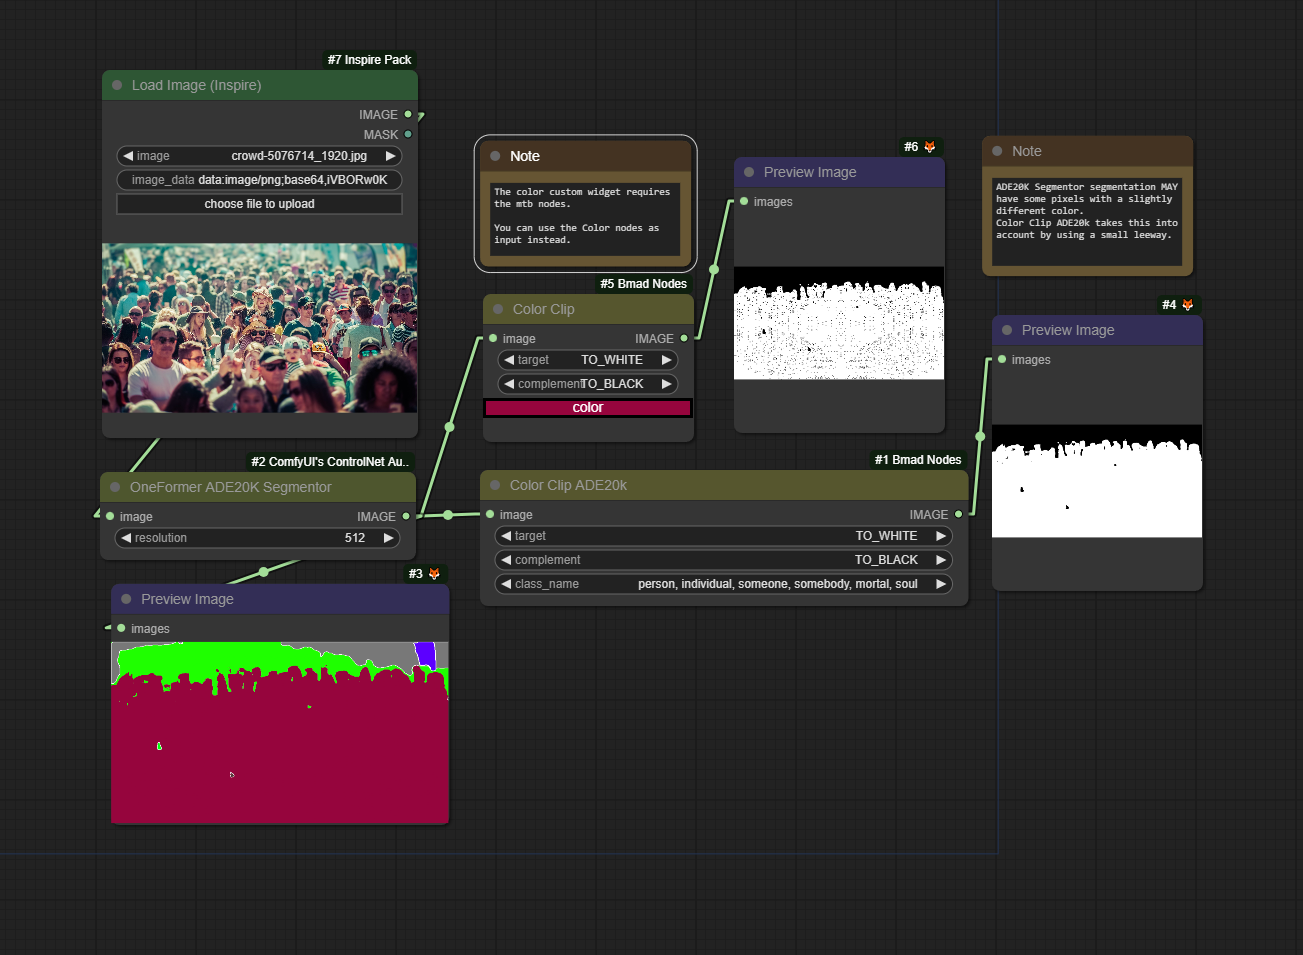 #7 Inspire Pack
Load Image (Inspire)
IMAGE
MASK
image crowd-5076714_1920.jpg
image_data data:image/png;base64,iVBORw0K
choose file to upload
Note
The color custom widget requires
the mtb nodes.
You can use the Color nodes as
input instead.
#5 Bmad Nodes
Color Clip
image IMAGE
target TO_WHITE
complement TO_BLACK
color
#6
Preview Image
images
Note
ADE20K Segmentor segmentation MAY
have some pixels with a slightly
different color.
Color Clip ADE20k takes this into
account by using a small leeway.
#4
Preview Image
images
#2 ComfyUI's ControlNet Au..
OneFormer ADE20K Segmentor
image IMAGE
resolution 512
#1 Bmad Nodes
Color Clip ADE20k
image IMAGE
target TO_WHITE
complement TO_BLACK
class_name person, individual, someone, somebody, mortal, soul
#3
Preview Image
images